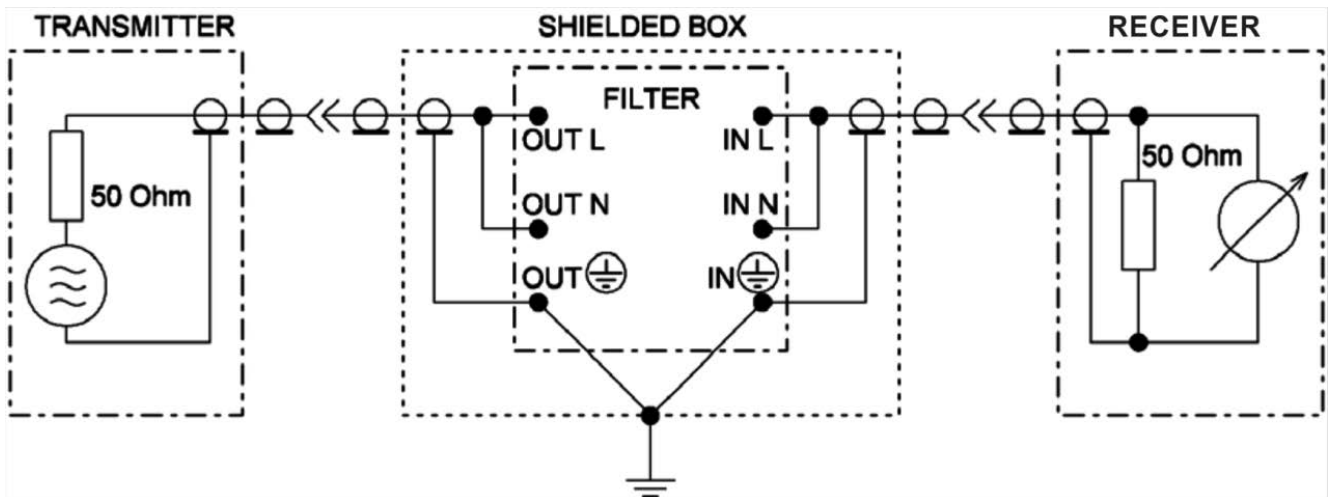 TRANSMITTER
SHIELDED BOX
RECEIVER
FILTER
OUT L
IN L
50 Ohm
50 Ohm
OUT N
IN N
OUT
IN